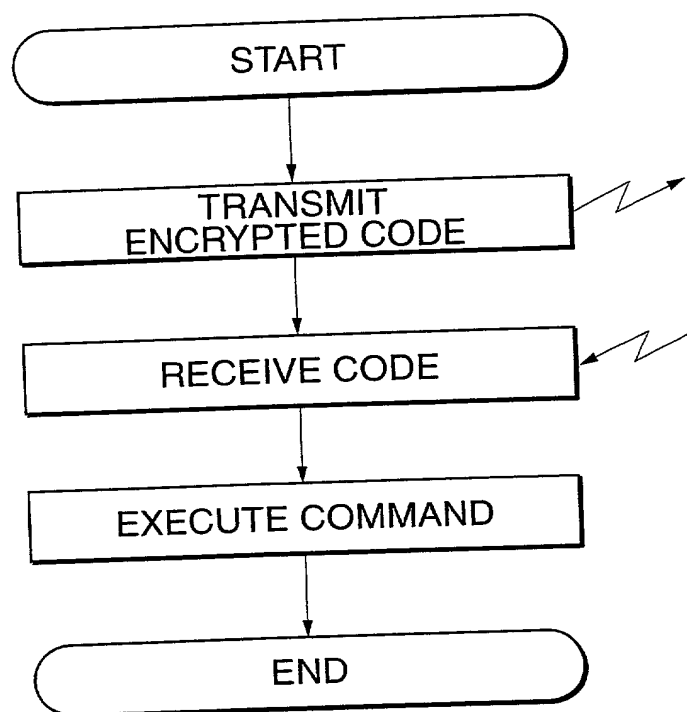 START
TRANSMIT
ENCRYPTED CODE
RECEIVE CODE
EXECUTE COMMAND
END